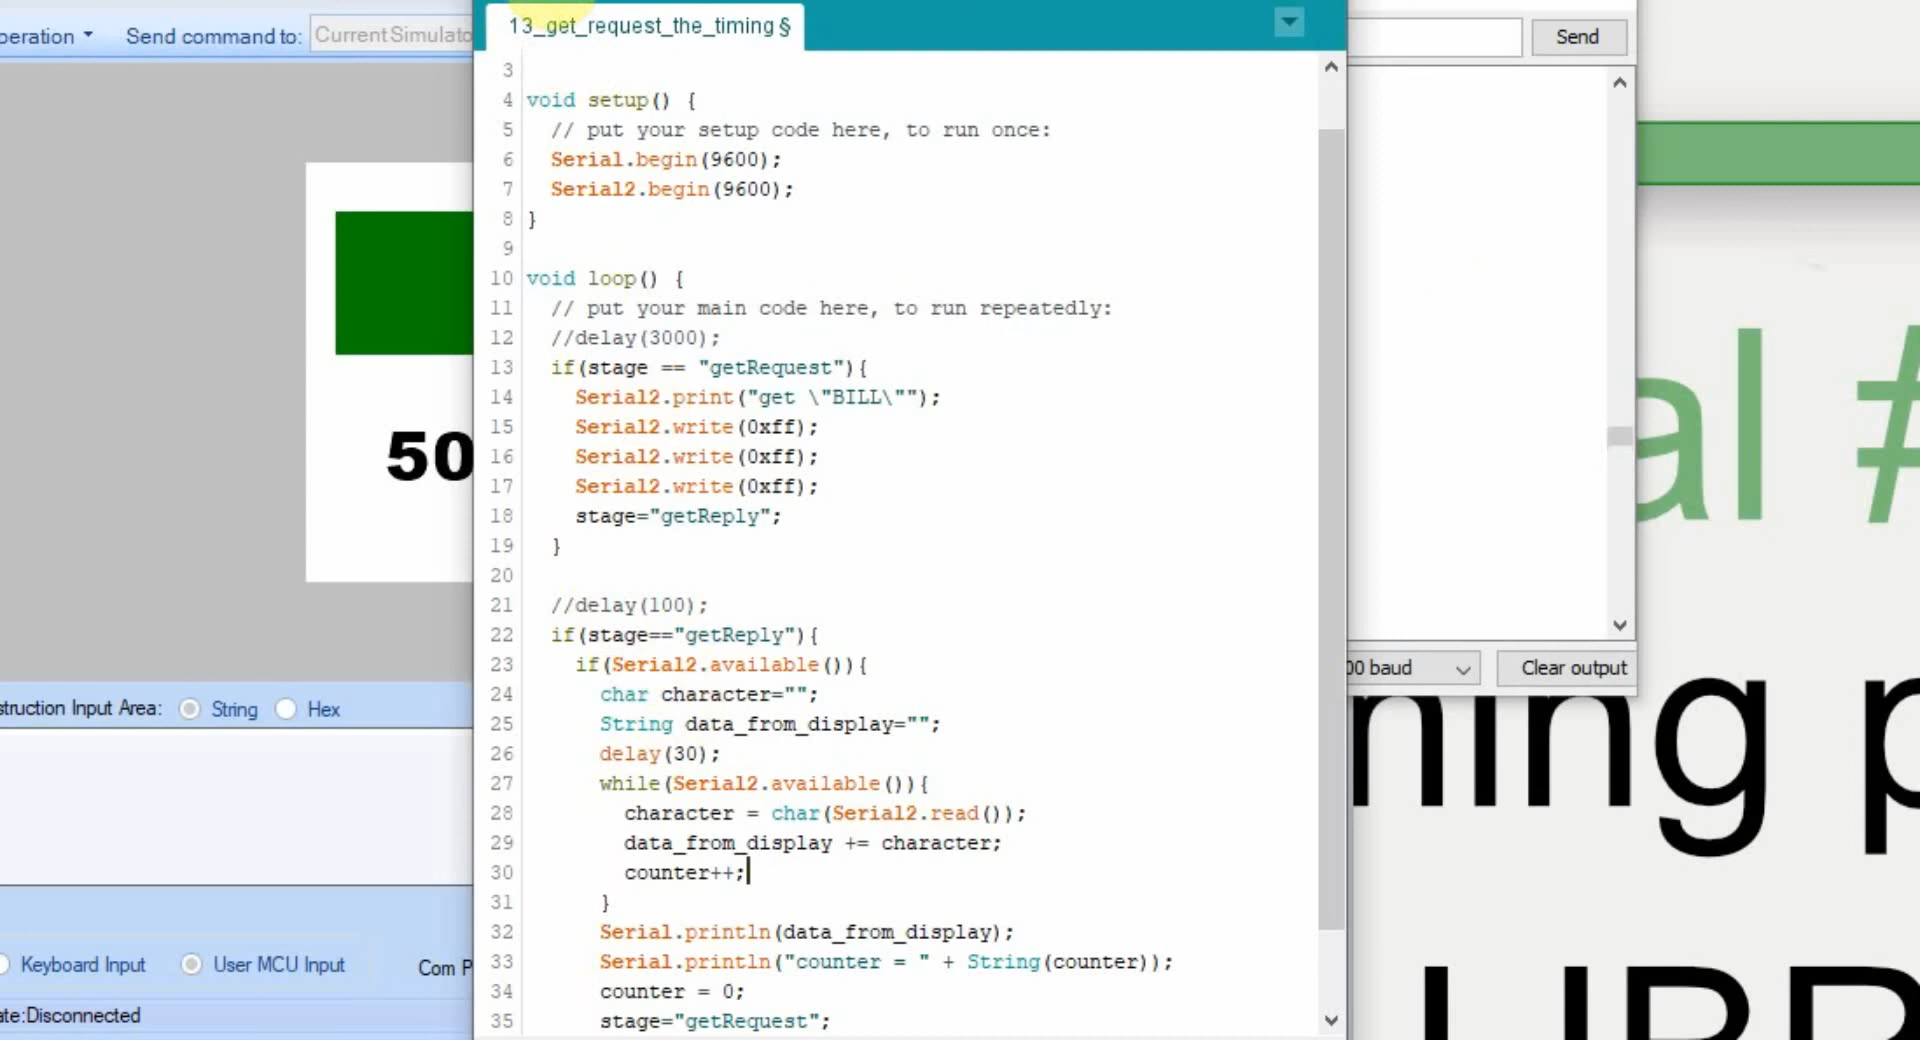 peration
Send command to:
Current Simulato
13_get_request_the_timing §
Send
3
4 void setup() {
5 // put your setup code here, to run once:
6 Serial.begin(9600);
7 Serial2.begin(9600);
8 }
9
10 void loop() {
11 // put your main code here, to run repeatedly:
12 //delay(3000);
13 if(stage == "getRequest"){
14 Serial2.print("get \"BILL\"");
15 Serial2.write(0xff);
16 Serial2.write(0xff);
17 Serial2.write(0xff);
18 stage="getReply";
19 }
20
21 //delay(100);
22 if(stage=="getReply"){
23 if(Serial2.available()){
24 char character="";
25 String data_from_display="";
26 delay(30);
27 while(Serial2.available()){
28 character = char(Serial2.read());
29 data_from_display += character;
30 counter++;
31 }
32 Serial.println(data_from_display);
33 Serial.println("counter = " + String(counter));
34 counter = 0;
35 stage="getRequest";
50
struction Input Area: String Hex
Keyboard Input User MCU Input Com P
ate:Disconnected
00 baud
Clear output
al #
ning p